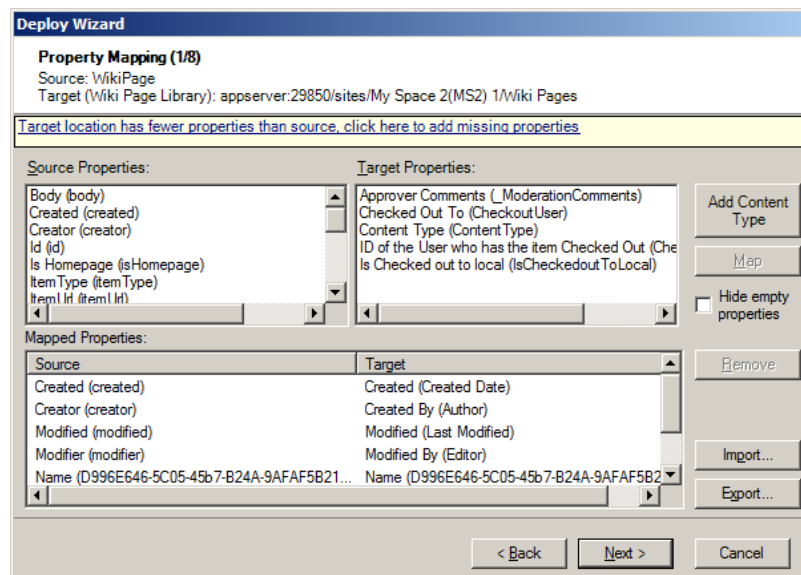 Deploy Wizard
Property Mapping (1/8)
Source: WikiPage
Target (Wiki Page Library): appserver:29850/sites/My Space 2(MS2) 1/Wiki Pages
Target location has fewer properties than source, click here to add missing properties
Source Properties:
Target Properties:
Body (body)
Created (created)
Creator (creator)
Id (id)
Is Homepage (isHomepage)
ItemType (itemType)
ItemUrl (itemUrl)
Approver Comments (_ModerationComments)
Checked Out To (CheckoutUser)
Content Type (ContentType)
ID of the User who has the item Checked Out (Che
Is Checked out to local (IsCheckedoutToLocal)
Add Content
Type
Map
Hide empty
properties
Mapped Properties:
Source Target
Created (created) Created (Created Date)
Creator (creator) Created By (Author)
Modified (modified) Modified (Last Modified)
Modifier (modifier) Modified By (Editor)
Name (D996E646-5C05-45b7-B24A-9AFAF5B21... Name (D996E646-5C05-45b7-B24A-9AFAF5B2
Remove
Import...
Export...
< Back Next > Cancel